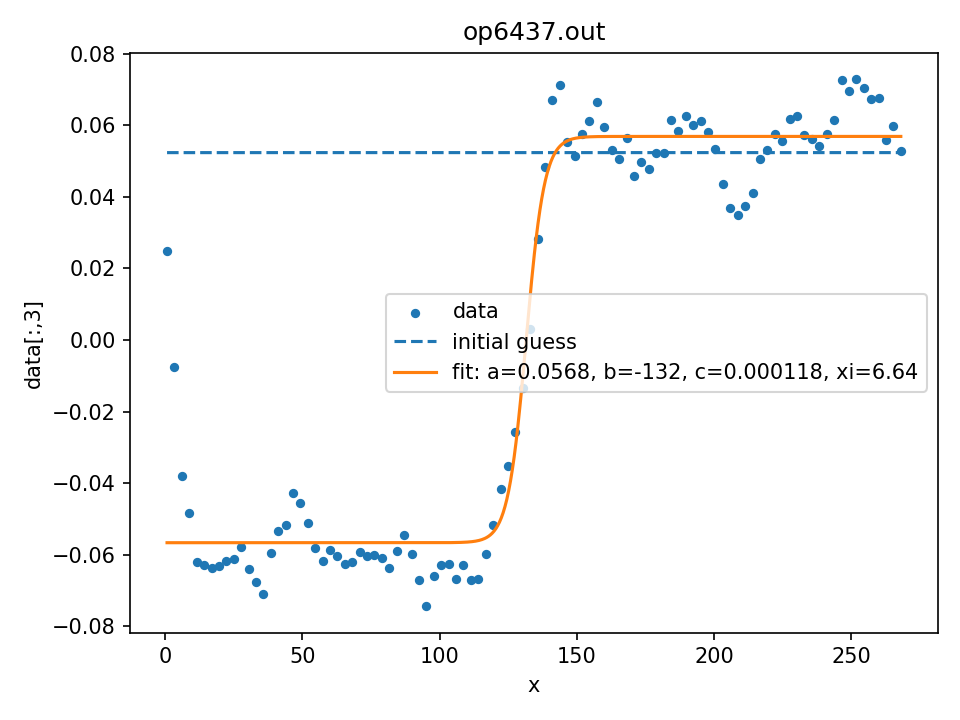 op6437.out
0.08
0.06
0.04
0.02
0.00
−0.02
−0.04
−0.06
−0.08
data[:,3]
data
initial guess
fit: a=0.0568, b=-132, c=0.000118, xi=6.64
0 50 100 150 200 250
x